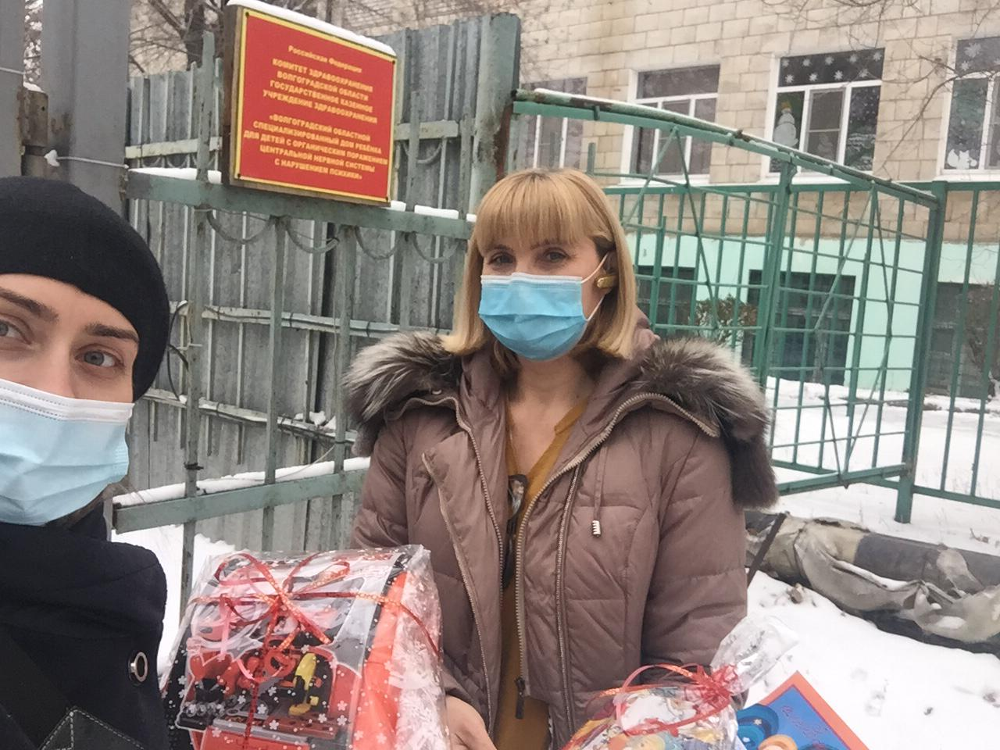 Российская Федерация
КОМИТЕТ ЗДРАВООХРАНЕНИЯ
ВОЛГОГРАДСКОЙ ОБЛАСТИ
ГОСУДАРСТВЕННОЕ КАЗЕННОЕ
УЧРЕЖДЕНИЕ ЗДРАВООХРАНЕНИЯ
«ВОЛГОГРАДСКИЙ ОБЛАСТНОЙ
СПЕЦИАЛИЗИРОВАННЫЙ ДОМ РЕБЁНКА
ДЛЯ ДЕТЕЙ С ОРГАНИЧЕСКИМ ПОРАЖЕНИЕМ
ЦЕНТРАЛЬНОЙ НЕРВНОЙ СИСТЕМЫ
С НАРУШЕНИЕМ ПСИХИКИ»